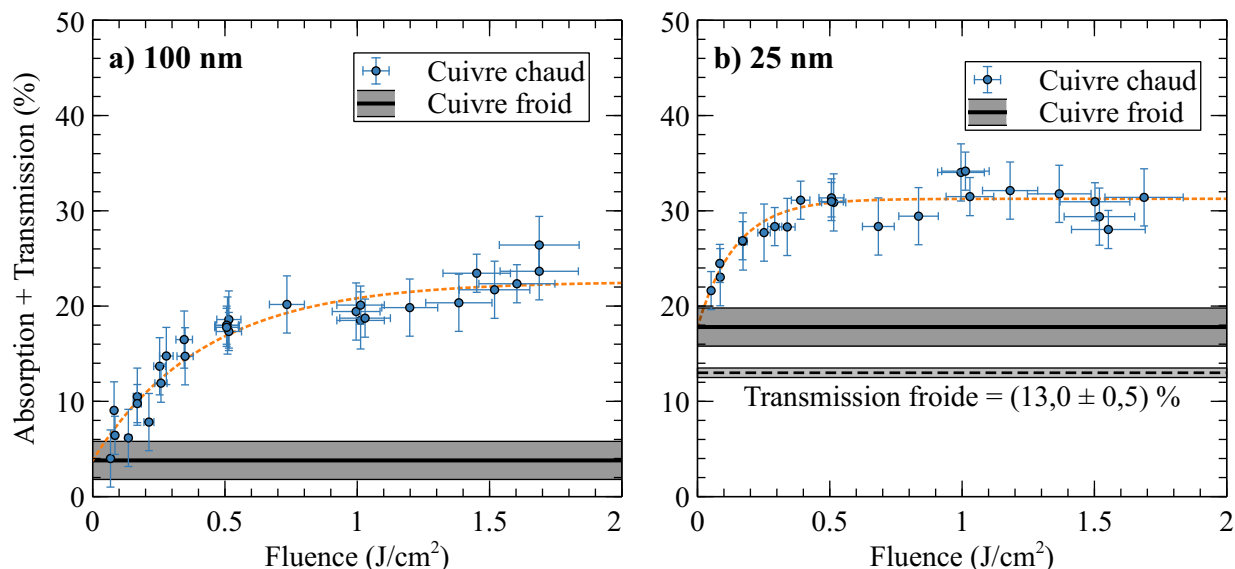 Absorption + Transmission (%)
50
40
30
20
10
0
a) 100 nm
Cuivre chaud
Cuivre froid
0
0.5
1
1.5
2
Fluence (J/cm²)
50
40
30
20
10
0
b) 25 nm
Cuivre chaud
Cuivre froid
Transmission froide = (13,0 ± 0,5) %
0
0.5
1
1.5
2
Fluence (J/cm²)